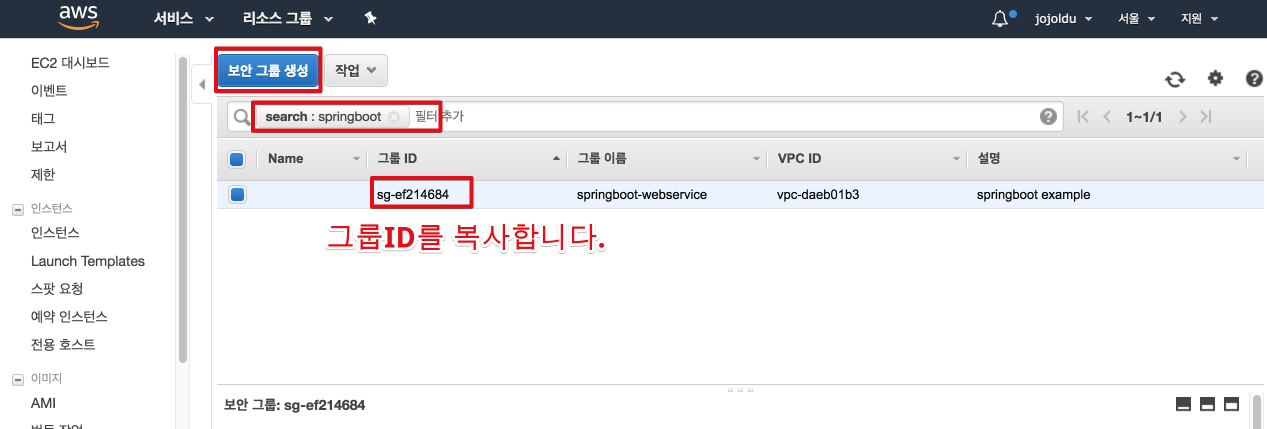 aws 서비스 리소스 그룹 jojoldu 서울 지원
EC2 대시보드
이벤트
태그
보고서
제한
인스턴스
인스턴스
Launch Templates
스팟 요청
예약 인스턴스
전용 호스트
이미지
AMI
번들 작업
보안 그룹 생성 작업
search : springboot 필터 추가 1~1/1
Name 그룹 ID 그룹 이름 VPC ID 설명
sg-ef214684 springboot-webservice vpc-daeb01b3 springboot example
그룹ID를 복사합니다.
보안 그룹: sg-ef214684